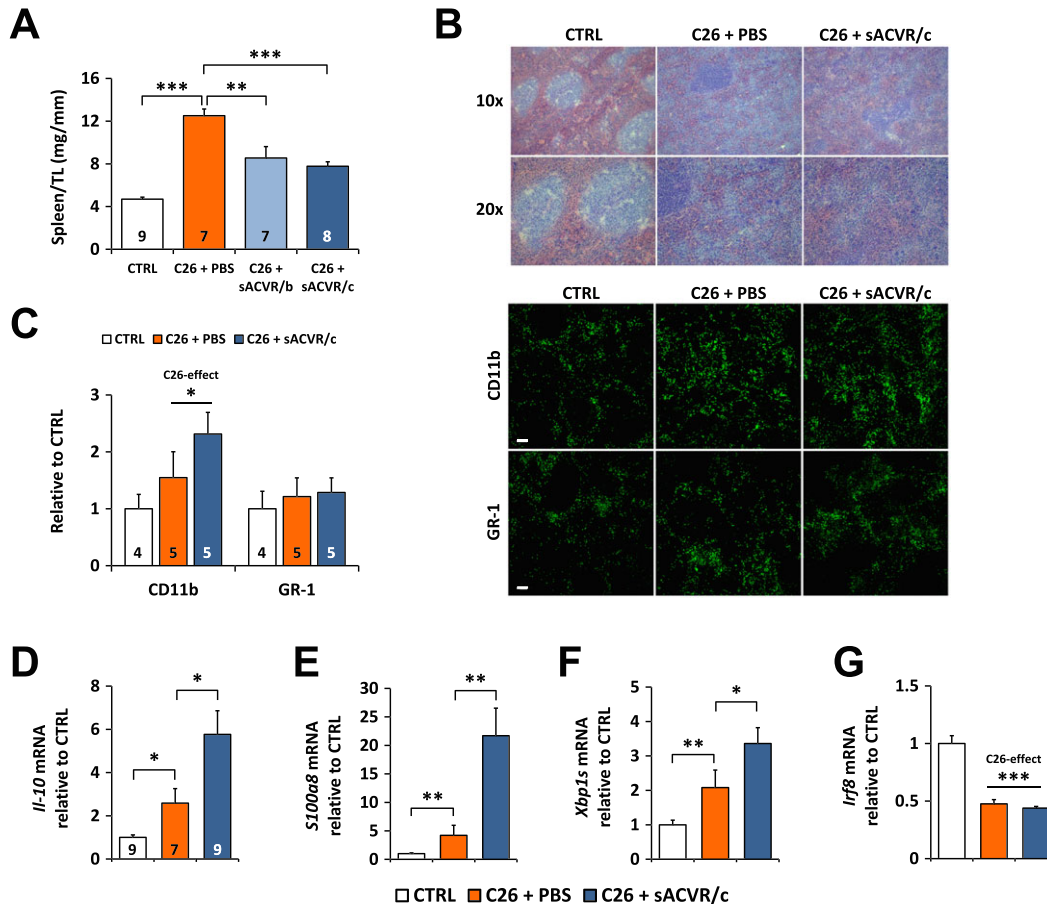 A
Spleen/TL (mg/mm)
16
12
8
4
0
***
***
**
9
7
7
8
CTRL
C26 + PBS
C26 +
sACVR/b
C26 +
sACVR/c
B
CTRL
C26 + PBS
C26 + sACVR/c
10x
20x
CTRL
C26 + PBS
C26 + sACVR/c
CD11b
GR-1
C
CTRL
C26 + PBS
C26 + sACVR/c
Relative to CTRL
3
2
1
0
C26-effect
*
4
5
5
4
5
5
CD11b
GR-1
D
Il-10 mRNA
relative to CTRL
8
6
4
2
0
*
*
9
7
9
E
S100a8 mRNA
relative to CTRL
30
25
20
15
10
5
0
**
**
F
Xbp1s mRNA
relative to CTRL
5
4
3
2
1
0
**
*
G
Irf8 mRNA
relative to CTRL
1.5
1
0.5
0
C26-effect
***
CTRL
C26 + PBS
C26 + sACVR/c